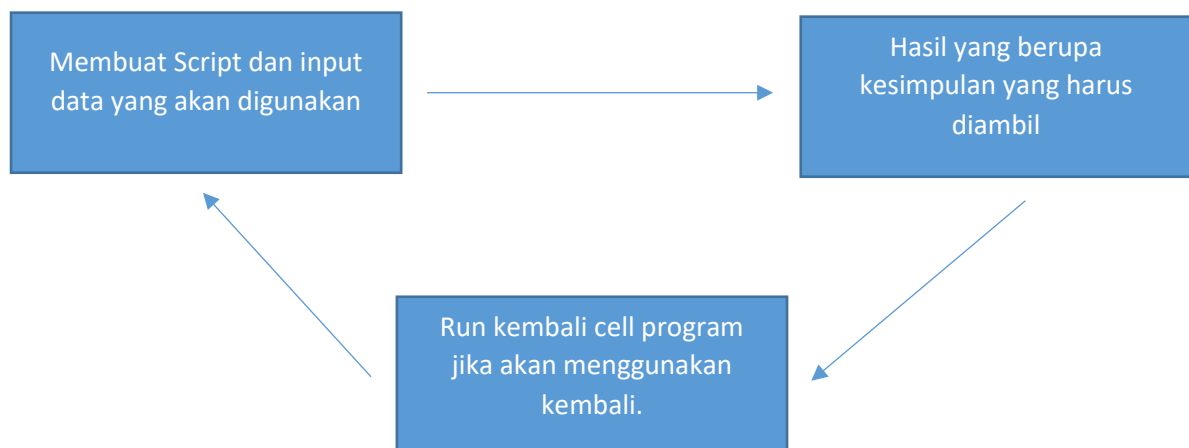 Membuat Script dan input
data yang akan digunakan
Hasil yang berupa
kesimpulan yang harus
diambil
Run kembali cell program
jika akan menggunakan
kembali.